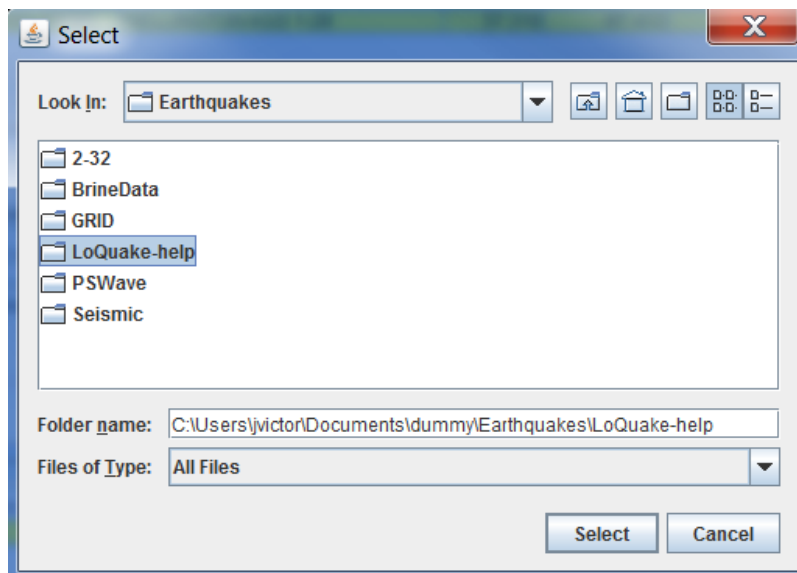 Select
Look In: Earthquakes
2-32
BrineData
GRID
LoQuake-help
PSWave
Seismic
Folder name: C:\Users\jvictor\Documents\dummy\Earthquakes\LoQuake-help
Files of Type: All Files
Select Cancel